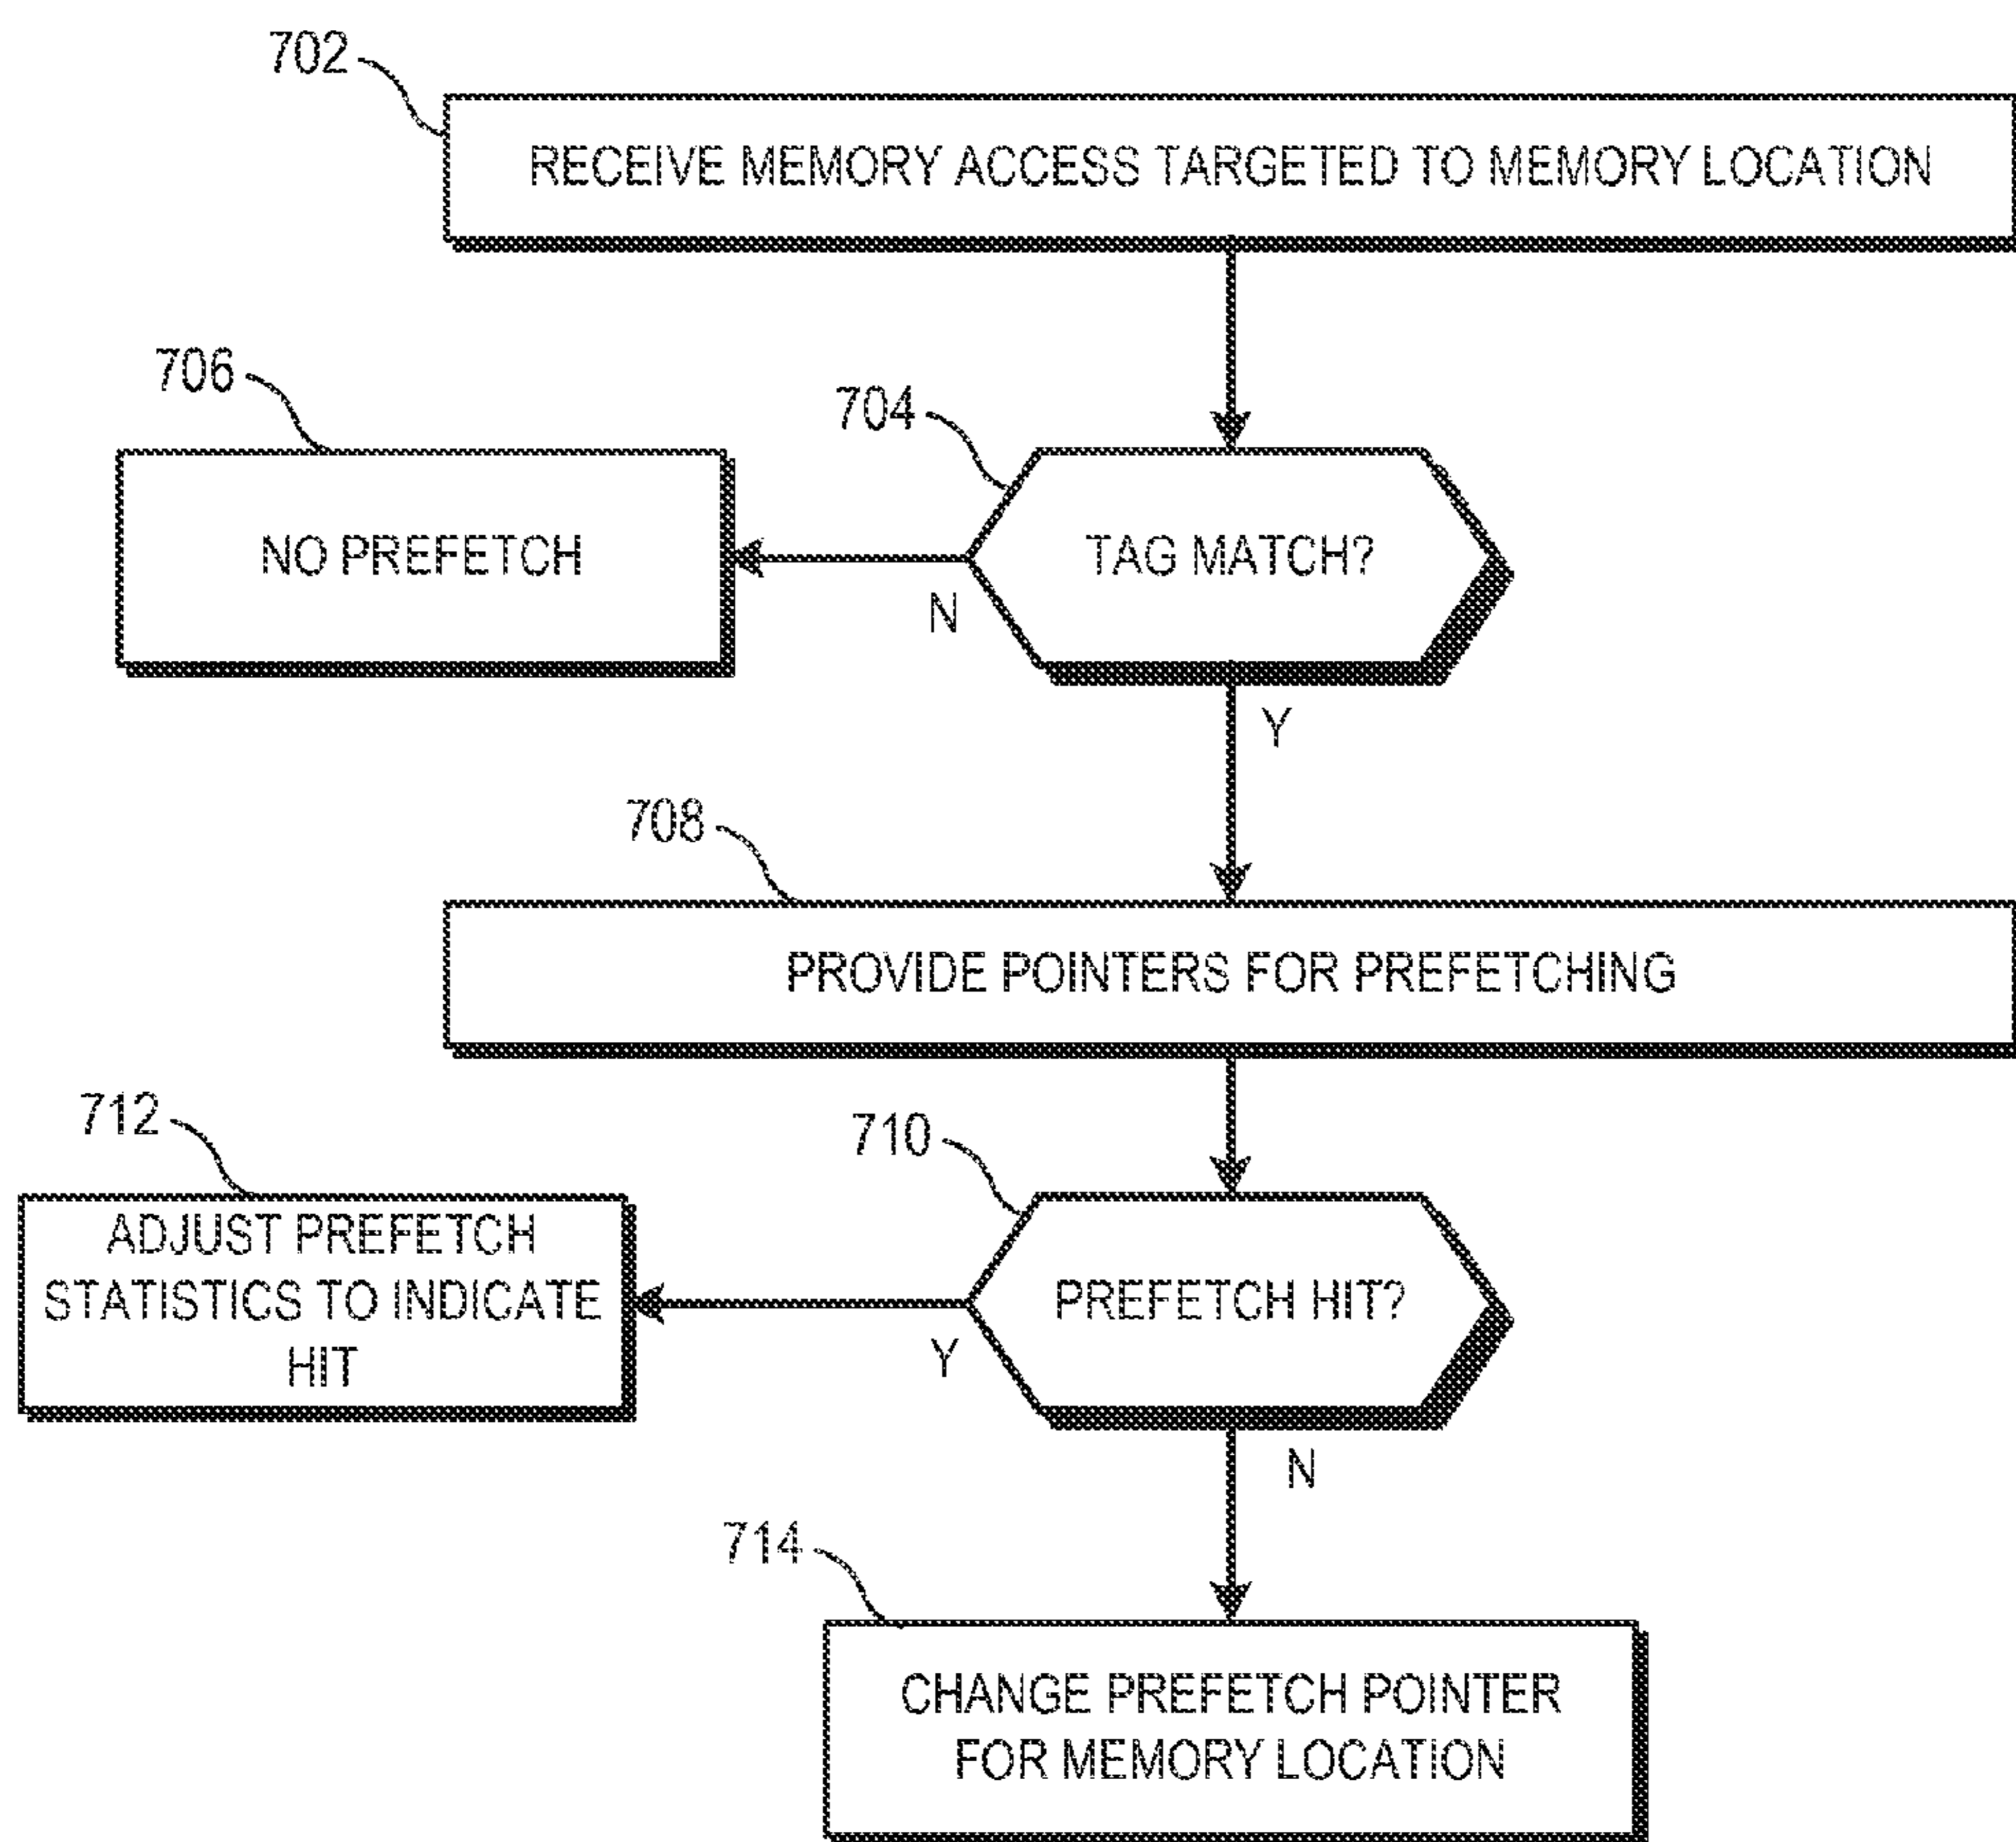 702
RECEIVE MEMORY ACCESS TARGETED TO MEMORY LOCATION
706
704
NO PREFETCH
TAG MATCH?
N
Y
708
PROVIDE POINTERS FOR PREFETCHING
712
710
ADJUST PREFETCH
STATISTICS TO INDICATE
HIT
PREFETCH HIT?
Y
N
714
CHANGE PREFETCH POINTER
FOR MEMORY LOCATION